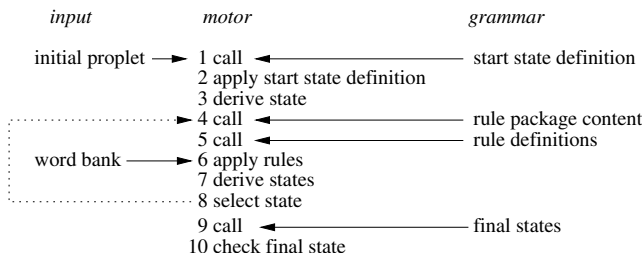 input motor grammar
initial proplet 1 call start state definition
2 apply start state definition
3 derive state
4 call rule package content
5 call rule definitions
word bank 6 apply rules
7 derive states
8 select state
9 call final states
10 check final state